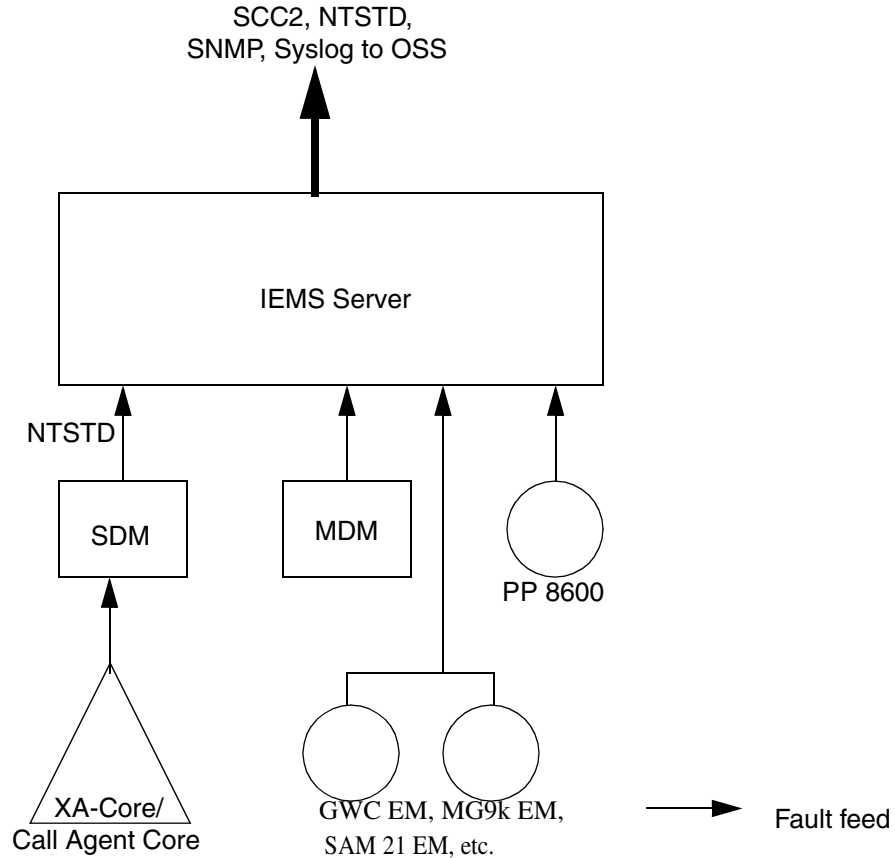 SCC2, NTSTD,
SNMP, Syslog to OSS
IEMS Server
NTSTD
SDM
MDM
PP 8600
XA-Core/
Call Agent Core
GWC EM, MG9k EM,
SAM 21 EM, etc.
Fault feed